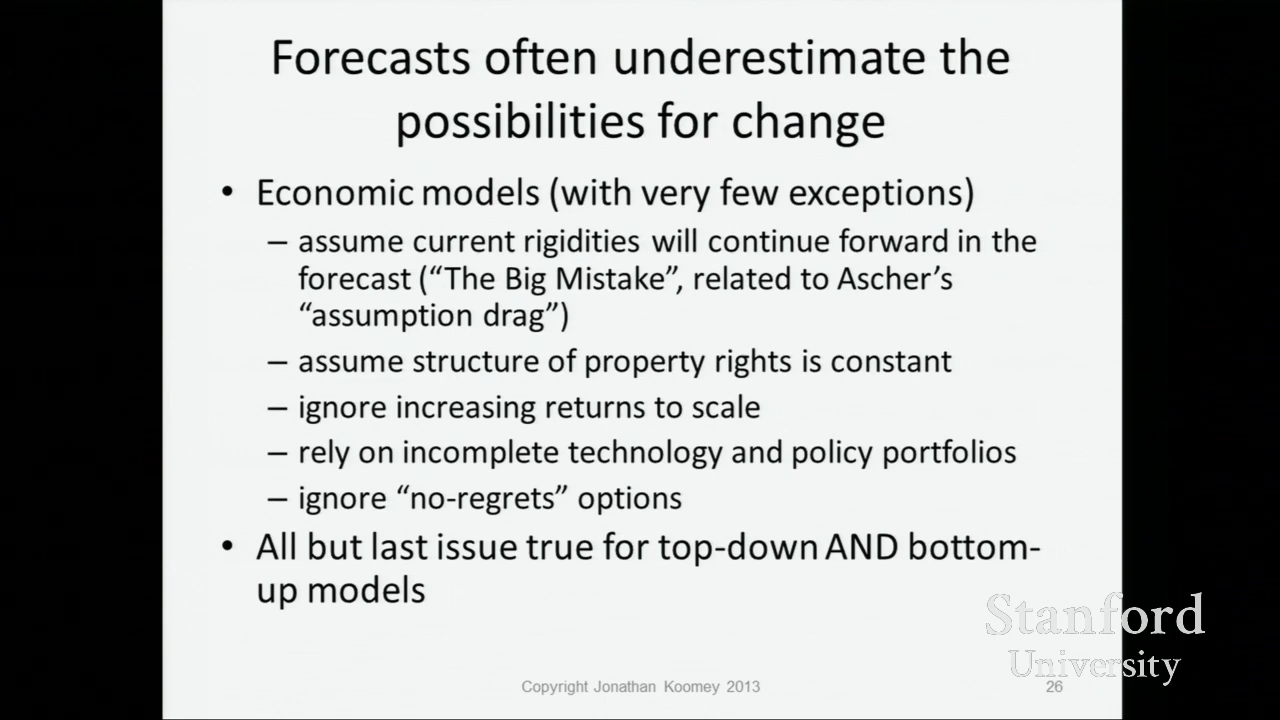 Forecasts often underestimate the
possibilities for change
• Economic models (with very few exceptions)
– assume current rigidities will continue forward in the
forecast (“The Big Mistake”, related to Ascher’s
“assumption drag”)
– assume structure of property rights is constant
– ignore increasing returns to scale
– rely on incomplete technology and policy portfolios
– ignore “no-regrets” options
• All but last issue true for top-down AND bottom-
up models
Stanford
University
Copyright Jonathan Koomey 2013
26